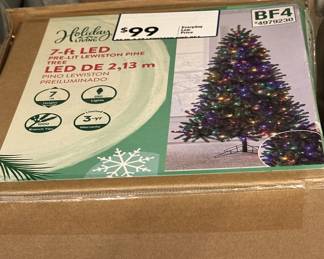 Holiday
LIVING
$99
Everyday
Low
Price
BF4
7-ft LED
PRE-LIT LEWISTON PINE
TREE
LED DE 2,13 m
PINO LEWISTON
PREILUMINADO
7
3-yr